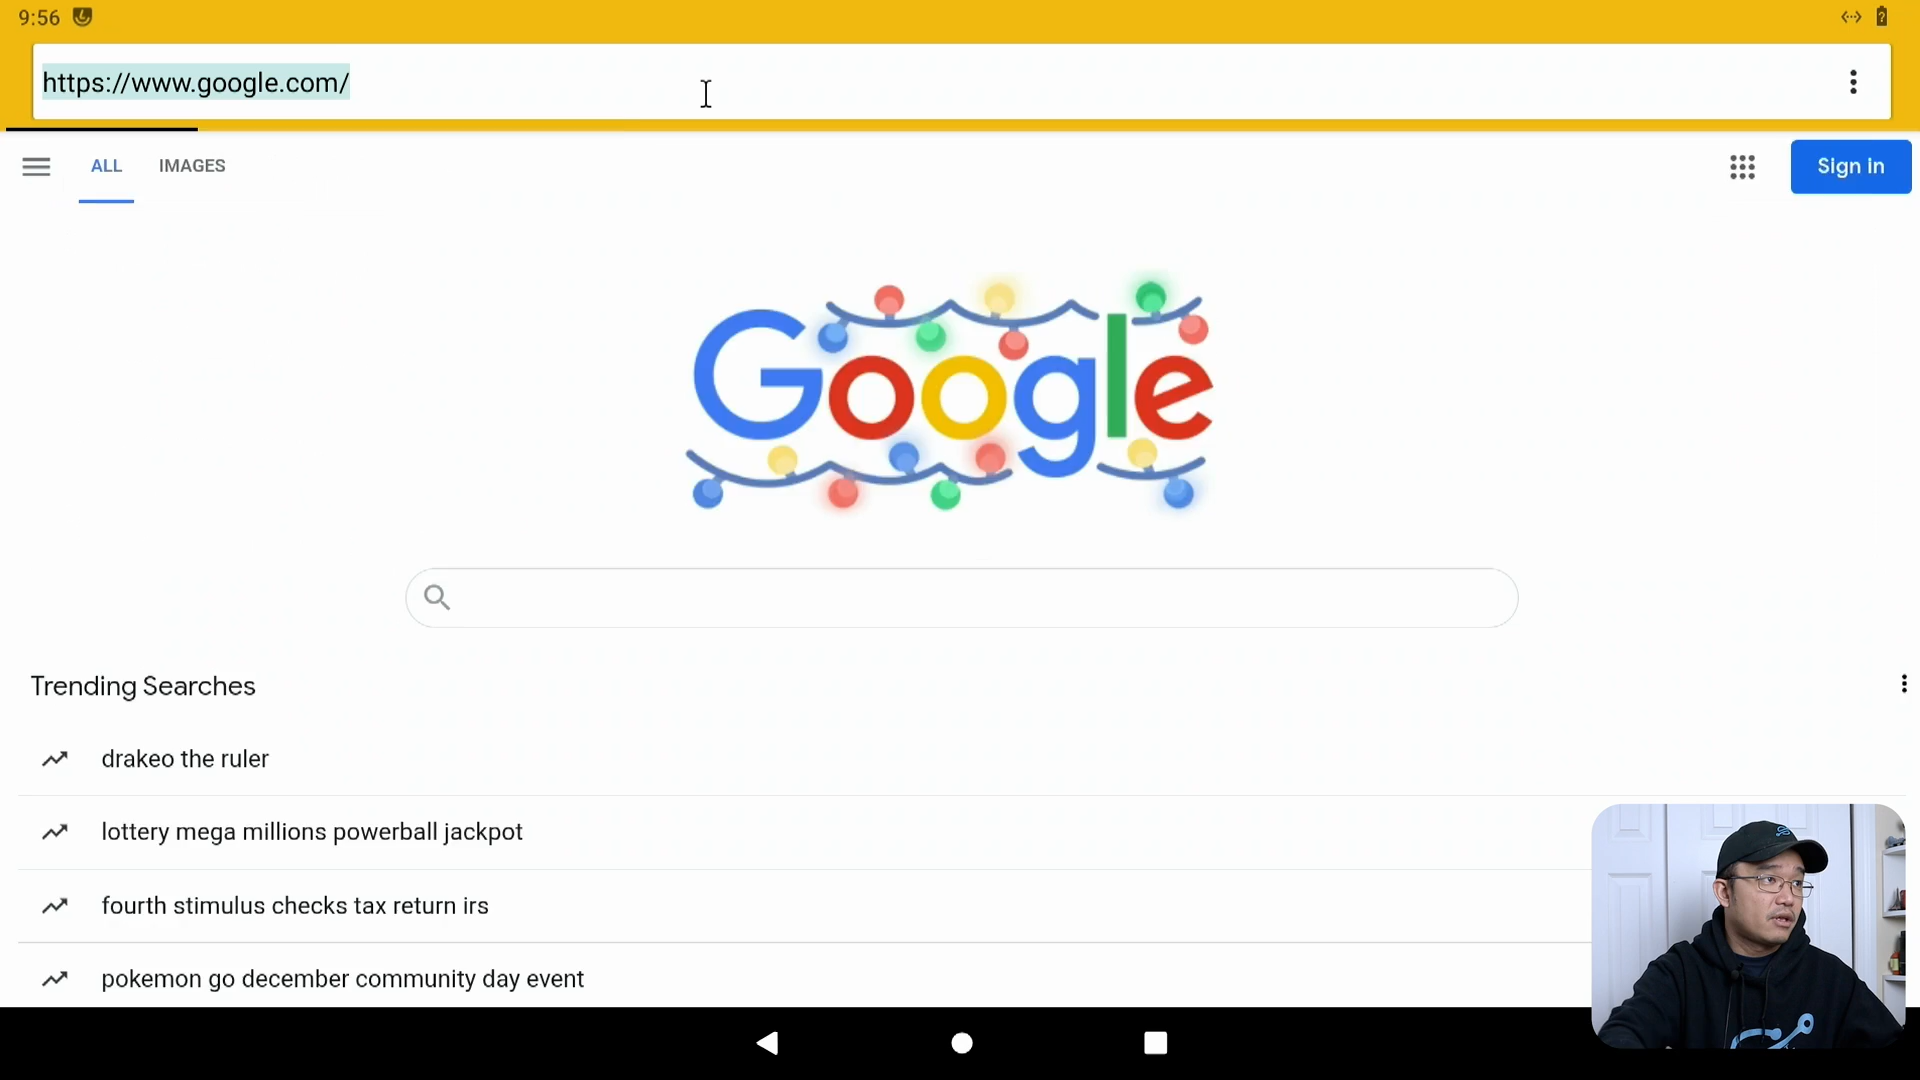 9:56
https://www.google.com/
ALL IMAGES
Sign in
Google
Trending Searches
drakeo the ruler
lottery mega millions powerball jackpot
fourth stimulus checks tax return irs
pokemon go december community day event